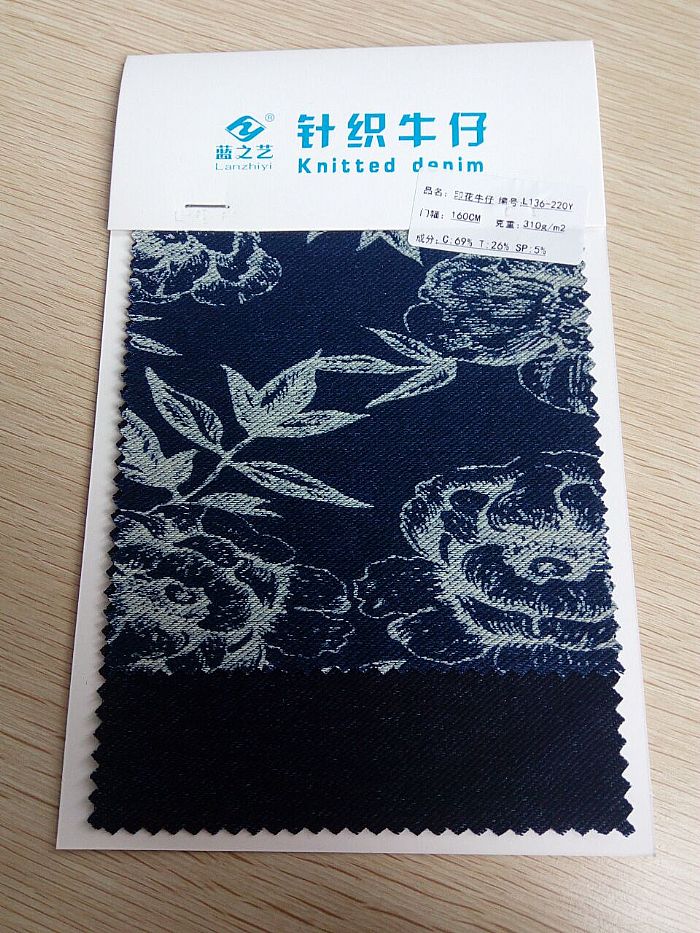 ®
蓝之艺
Lanzhiyi
针织牛仔
Knitted denim
品名: 印花牛仔 编号:L136-220Y
门幅: 160CM 克重: 310g/m2
成分: C:69% T:26% SP:5%